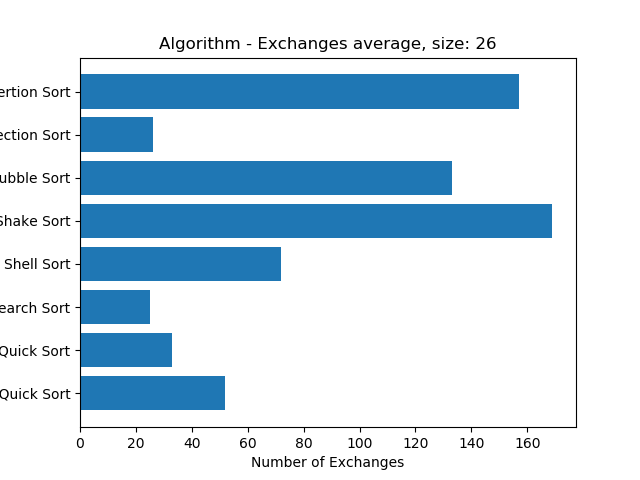 Algorithm - Exchanges average, size: 26
ertion Sort
ection Sort
ubble Sort
Shake Sort
Shell Sort
earch Sort
Quick Sort
Quick Sort
0 20 40 60 80 100 120 140 160
Number of Exchanges